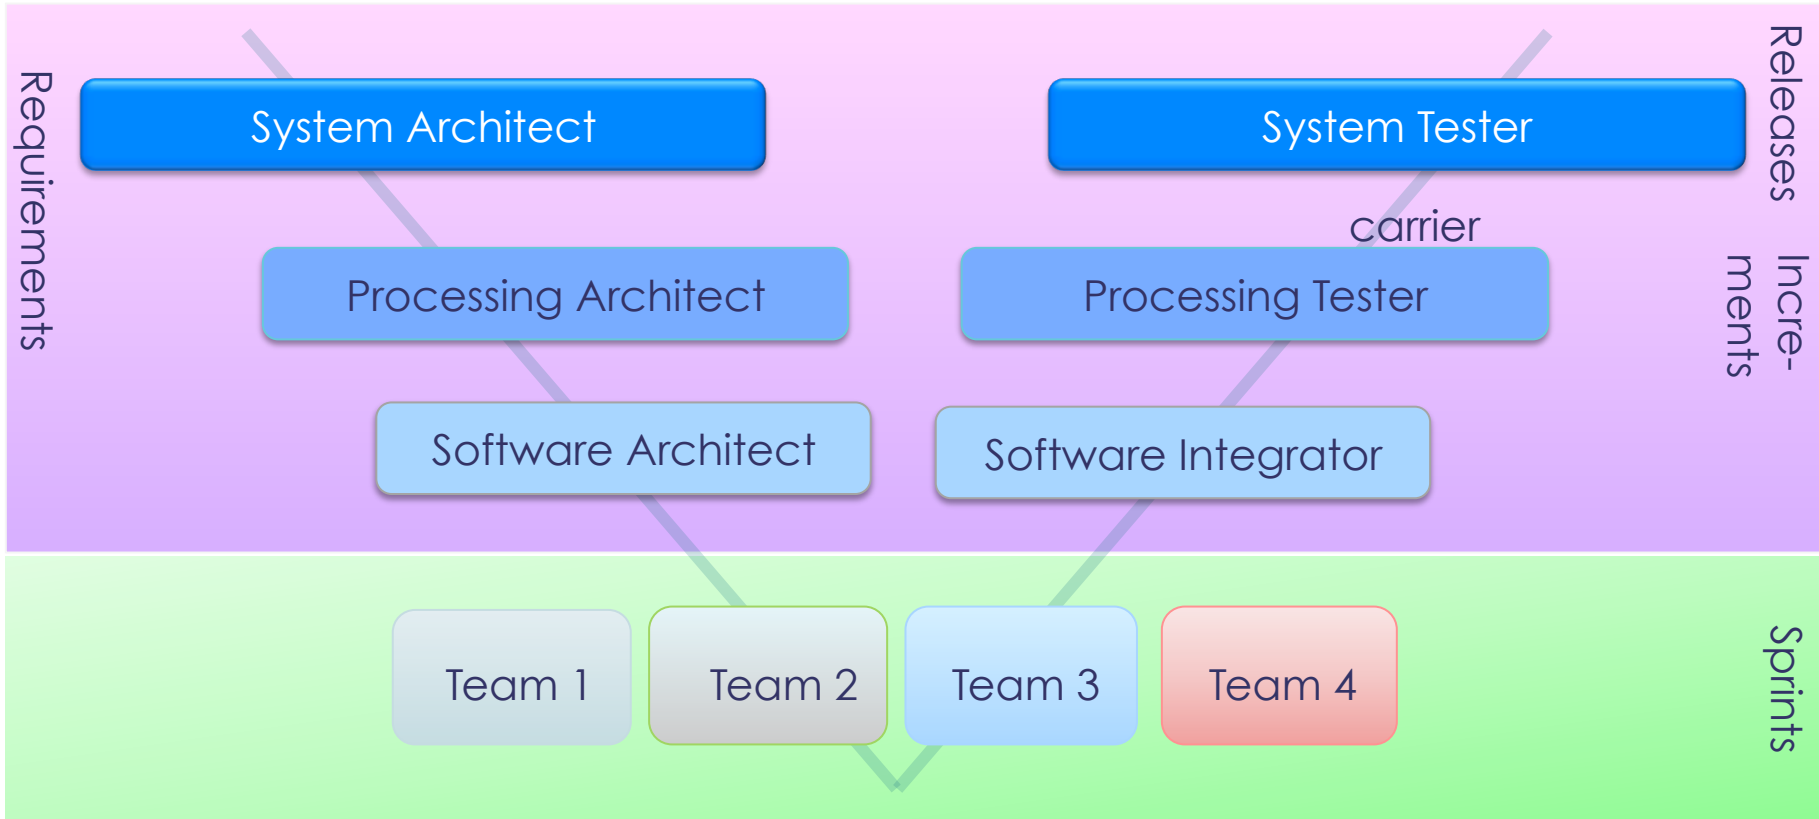 Requirements
System Architect
System Tester
Releases
carrier
Processing Architect
Processing Tester
Incre-
ments
Software Architect
Software Integrator
Team 1
Team 2
Team 3
Team 4
Sprints